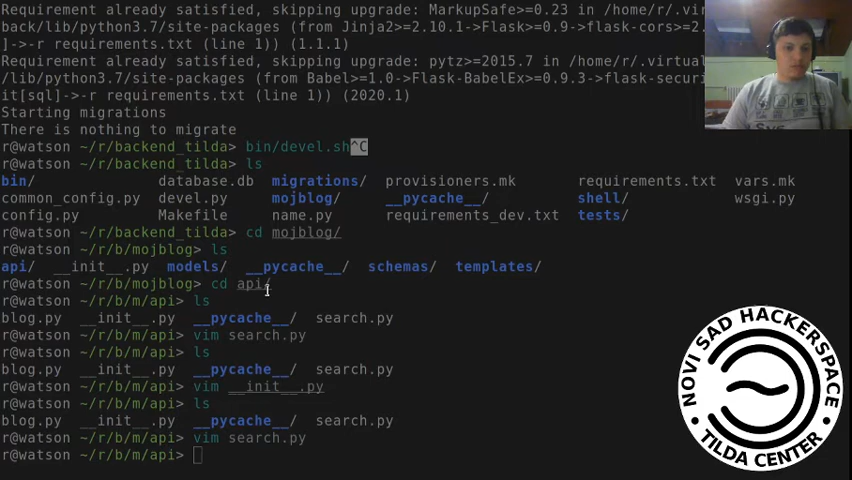 Requirement already satisfied, skipping upgrade: MarkupSafe>=0.23 in /home/r/.vir
back/lib/python3.7/site-packages (from Jinja2>=2.10.1->Flask->flask-cors>=2.
]->-r requirements.txt (line 1)) (1.1.1)
Requirement already satisfied, skipping upgrade: pytz>=2015.7 in /home/r/.virtual
/lib/python3.7/site-packages (from Babel>=1.0->Flask-BabelEx>=0.9.3->flask-secur
it[sql]->-r requirements.txt (line 1)) (2020.1)
Starting migrations
There is nothing to migrate
r@watson ~/r/backend_tilda> bin/devel.sh^C
r@watson ~/r/backend_tilda> ls
bin/ database.db migrations/ provisioners.mk requirements.txt vars.mk
common_config.py devel.py mojblog/ __pycache__/ shell/ wsgi.py
config.py Makefile name.py requirements_dev.txt tests/
r@watson ~/r/backend_tilda> cd mojblog/
r@watson ~/r/b/mojblog> ls
api/ __init__.py models/ __pycache__/ schemas/ templates/
r@watson ~/r/b/mojblog> cd api/
r@watson ~/r/b/m/api> ls
blog.py __init__.py __pycache__/ search.py
r@watson ~/r/b/m/api> vim search.py
r@watson ~/r/b/m/api> ls
blog.py __init__.py __pycache__/ search.py
r@watson ~/r/b/m/api> vim __init__.py
r@watson ~/r/b/m/api> ls
blog.py __init__.py __pycache__/ search.py
r@watson ~/r/b/m/api> vim search.py
r@watson ~/r/b/m/api>
NOVI SAD HACKERSPACE
TILDA CENTER